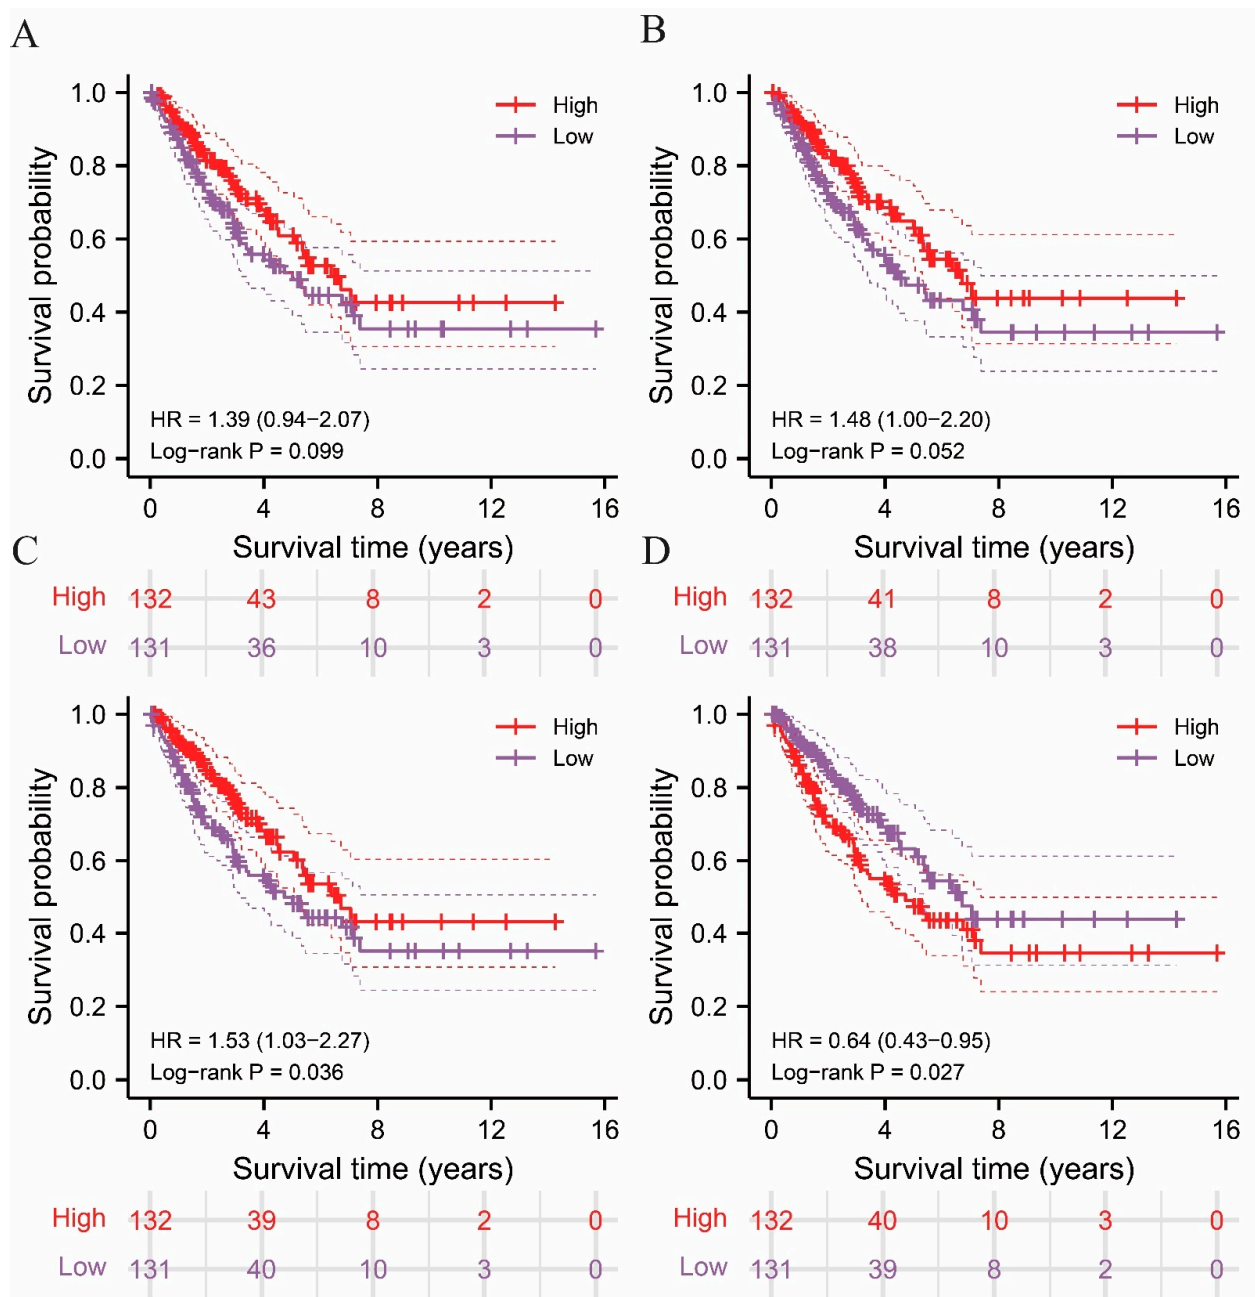 A
B
1.0
0.8
0.6
0.4
0.2
0.0
Survival probability
High
Low
HR = 1.39 (0.94−2.07)
Log−rank P = 0.099
0 4 8 12 16
Survival time (years)
1.0
0.8
0.6
0.4
0.2
0.0
Survival probability
High
Low
HR = 1.48 (1.00−2.20)
Log−rank P = 0.052
0 4 8 12 16
Survival time (years)
C
D
High 132 43 8 2 0
Low 131 36 10 3 0
High 132 41 8 2 0
Low 131 38 10 3 0
1.0
0.8
0.6
0.4
0.2
0.0
Survival probability
High
Low
HR = 1.53 (1.03−2.27)
Log−rank P = 0.036
0 4 8 12 16
Survival time (years)
High 132 39 8 2 0
Low 131 40 10 3 0
1.0
0.8
0.6
0.4
0.2
0.0
Survival probability
High
Low
HR = 0.64 (0.43−0.95)
Log−rank P = 0.027
0 4 8 12 16
Survival time (years)
High 132 40 10 3 0
Low 131 39 8 2 0